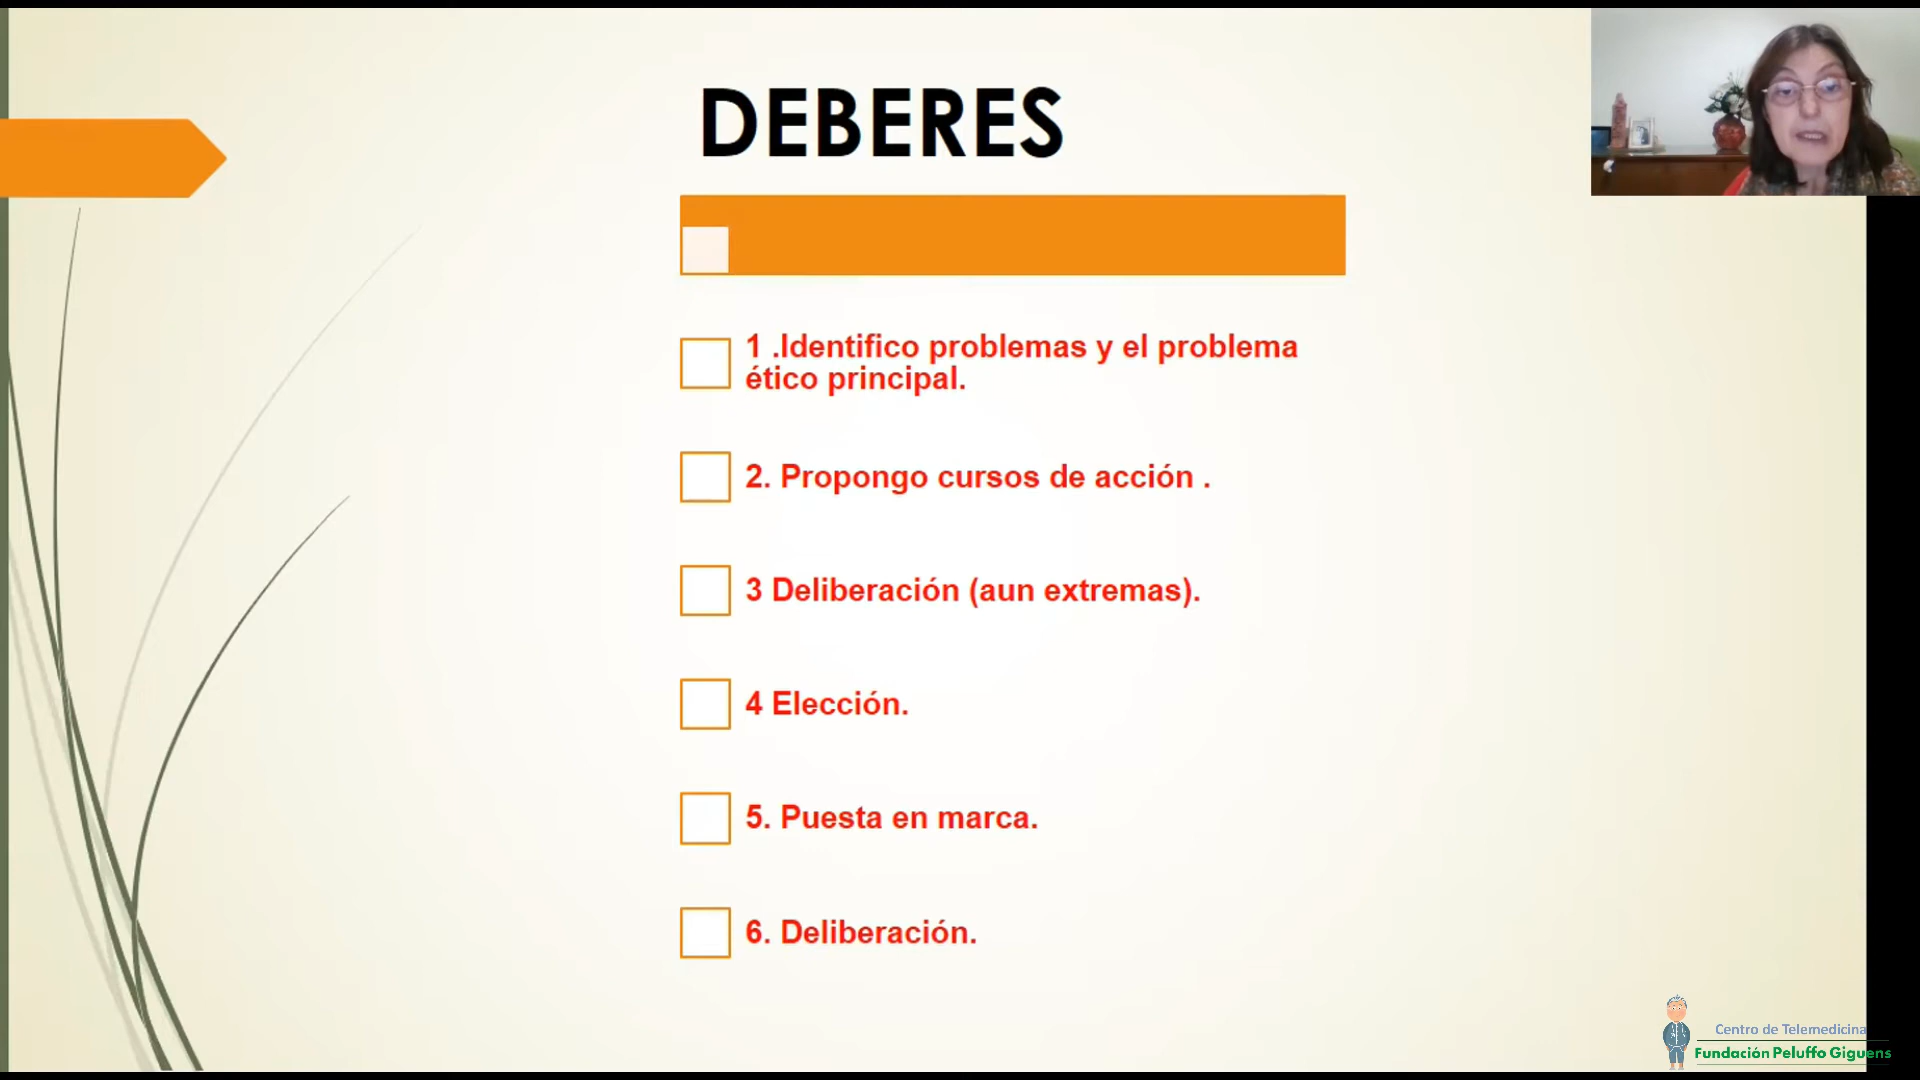 DEBERES
1 .Identifico problemas y el problema
ético principal.
2. Propongo cursos de acción .
3 Deliberación (aun extremas).
4 Elección.
5. Puesta en marca.
6. Deliberación.
Centro de Telemedicina
Fundación Peluffo Giguens